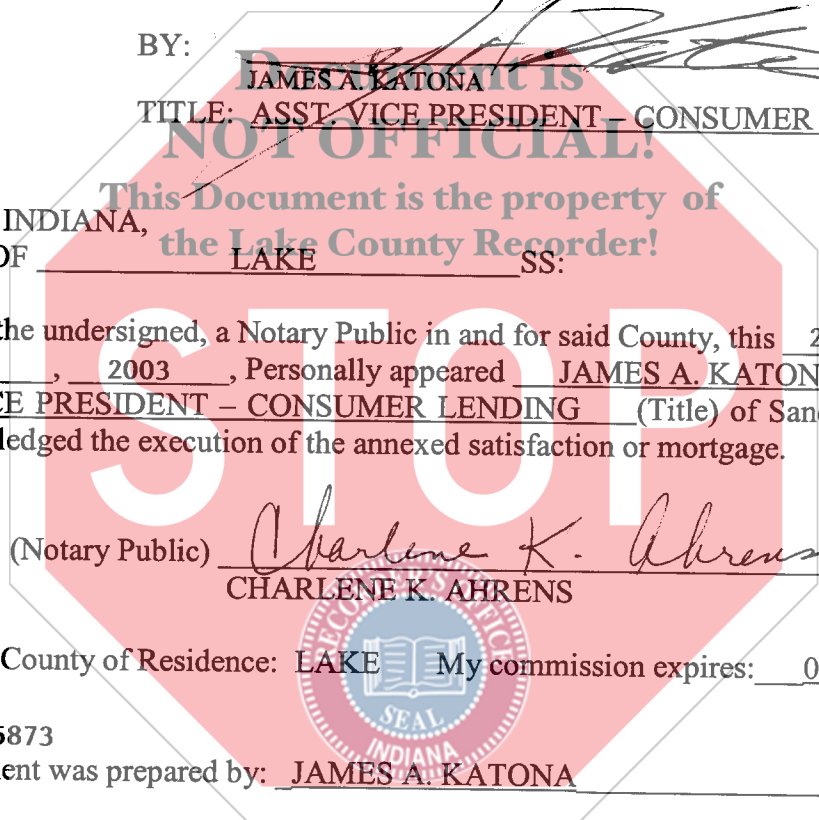 BY:
JAMES A. KATONA
Document is
TITLE: ASST. VICE PRESIDENT – CONSUMER
NOT OFFICIAL!
This Document is the property of
INDIANA,
the Lake County Recorder!
OF LAKE SS:
the undersigned, a Notary Public in and for said County, this 2
, 2003 , Personally appeared JAMES A. KATON
CE PRESIDENT – CONSUMER LENDING (Title) of San
ledged the execution of the annexed satisfaction or mortgage.
STOP
(Notary Public) Charlene K. Ahrens
CHARLENE K. AHRENS
RECORDER'S OFFICE
County of Residence: LAKE My commission expires: 0
SEAL
INDIANA
5873
ent was prepared by: JAMES A. KATONA